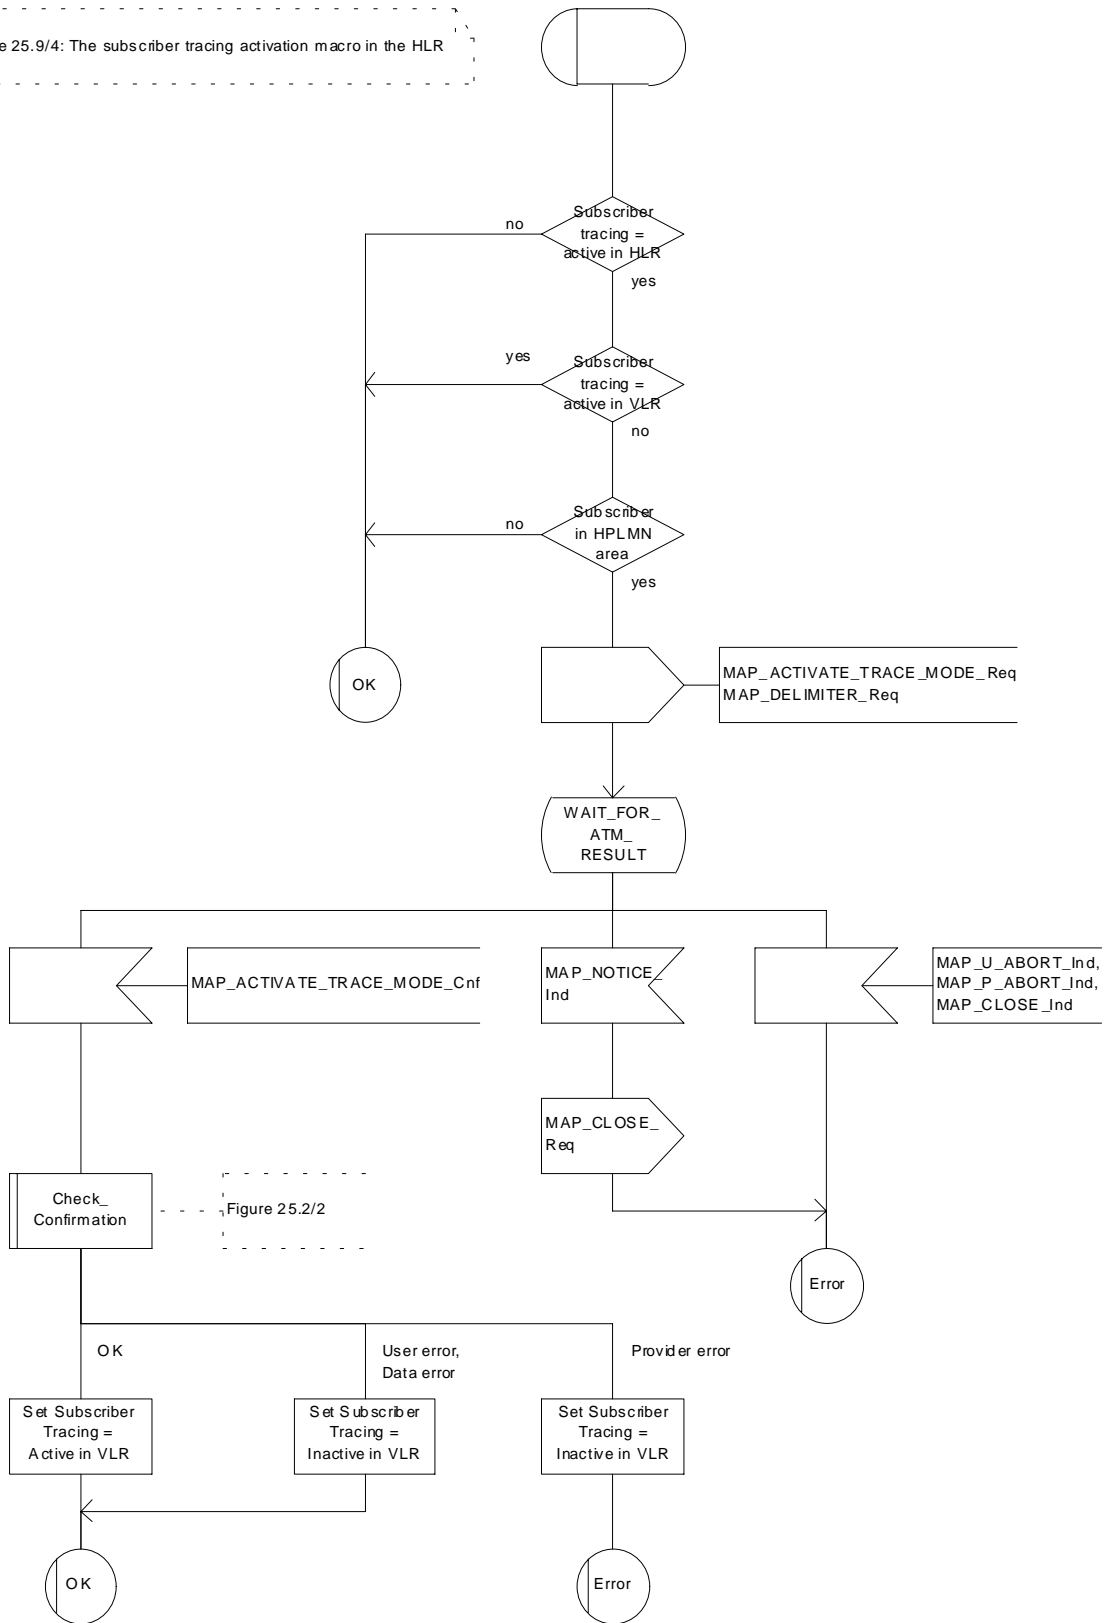 25.9/4: The subscriber tracing activation macro in the HLR
Subscriber
tracing =
active in HLR
no
yes
Subscriber
tracing =
active in VLR
yes
no
Subscriber
in HPLMN
area
no
yes
OK
MAP_ACTIVATE_TRACE_MODE_Req
MAP_DELIMITER_Req
WAIT_FOR_
ATM_
RESULT
MAP_ACTIVATE_TRACE_MODE_Cnf
MAP_NOTICE_
Ind
MAP_U_ABORT_Ind,
MAP_P_ABORT_Ind,
MAP_CLOSE_Ind
MAP_CLOSE_
Req
Check_
Confirmation
Figure 25.2/2
Error
OK
User error,
Data error
Provider error
Set Subscriber
Tracing =
Active in VLR
Set Subscriber
Tracing =
Inactive in VLR
Set Subscriber
Tracing =
Inactive in VLR
OK
Error